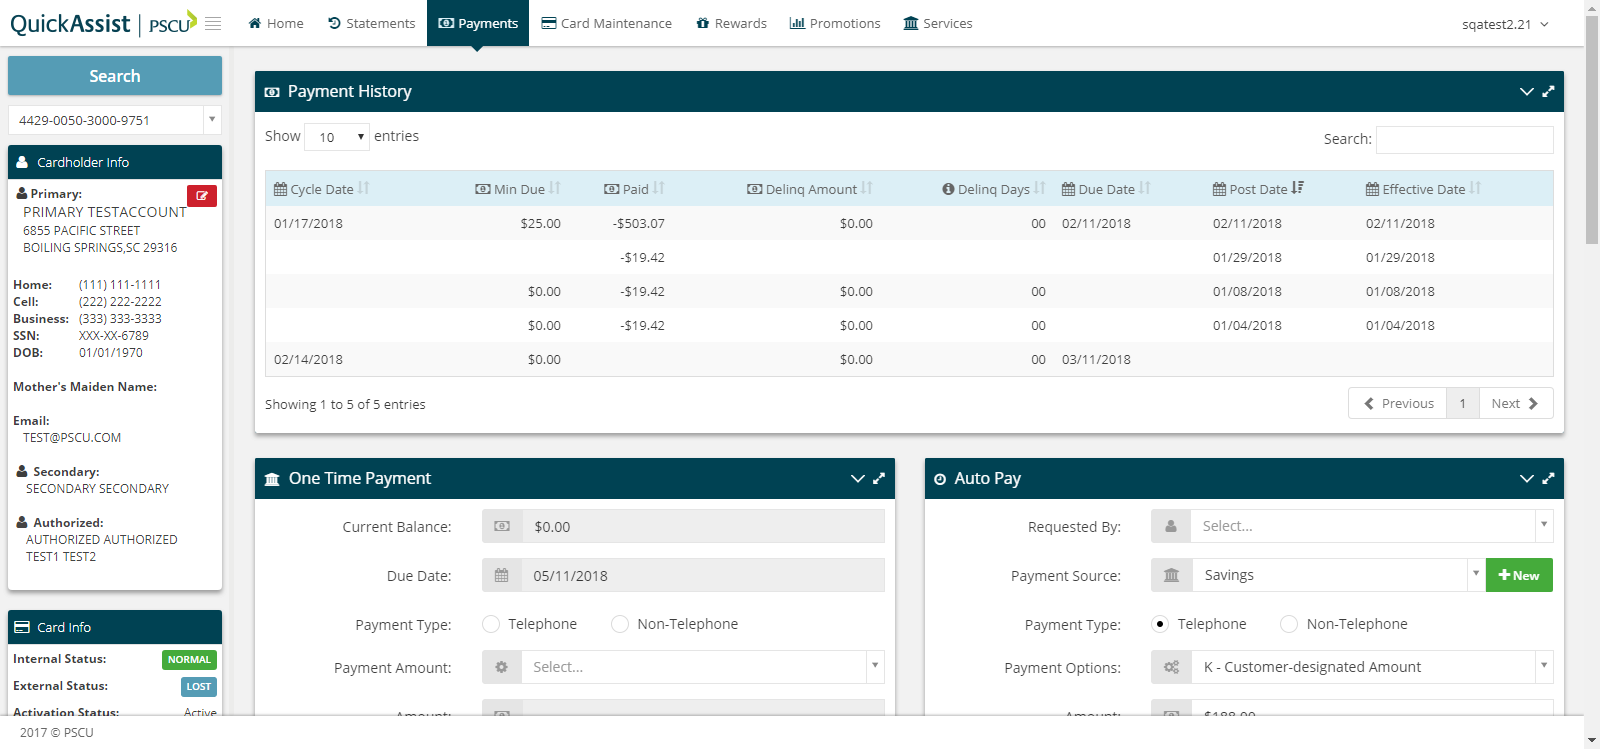 QuickAssist | PSCU
Home
Statements
Payments
Card Maintenance
Rewards
Promotions
Services
sqatest2.21
Search
4429-0050-3000-9751
Cardholder Info
Primary:
PRIMARY TESTACCOUNT
6855 PACIFIC STREET
BOILING SPRINGS,SC 29316
Home: (111) 111-1111
Cell: (222) 222-2222
Business: (333) 333-3333
SSN: XXX-XX-6789
DOB: 01/01/1970
Mother's Maiden Name:
Email:
TEST@PSCU.COM
Secondary:
SECONDARY SECONDARY
Authorized:
AUTHORIZED AUTHORIZED
TEST1 TEST2
Card Info
Internal Status: NORMAL
External Status: LOST
Activation Status: Active
Payment History
Show 10 entries
Search:
Cycle Date Min Due Paid Delinq Amount Delinq Days Due Date Post Date Effective Date
01/17/2018 $25.00 -$503.07 $0.00 00 02/11/2018 02/11/2018 02/11/2018
-$19.42 01/29/2018 01/29/2018
$0.00 -$19.42 $0.00 00 01/08/2018 01/08/2018
$0.00 -$19.42 $0.00 00 01/04/2018 01/04/2018
02/14/2018 $0.00 $0.00 00 03/11/2018
Showing 1 to 5 of 5 entries
Previous 1 Next
One Time Payment
Current Balance: $0.00
Due Date: 05/11/2018
Payment Type: Telephone Non-Telephone
Payment Amount: Select...
Amount:
Auto Pay
Requested By: Select...
Payment Source: Savings New
Payment Type: Telephone Non-Telephone
Payment Options: K - Customer-designated Amount
Amount: $188.00
2017 © PSCU